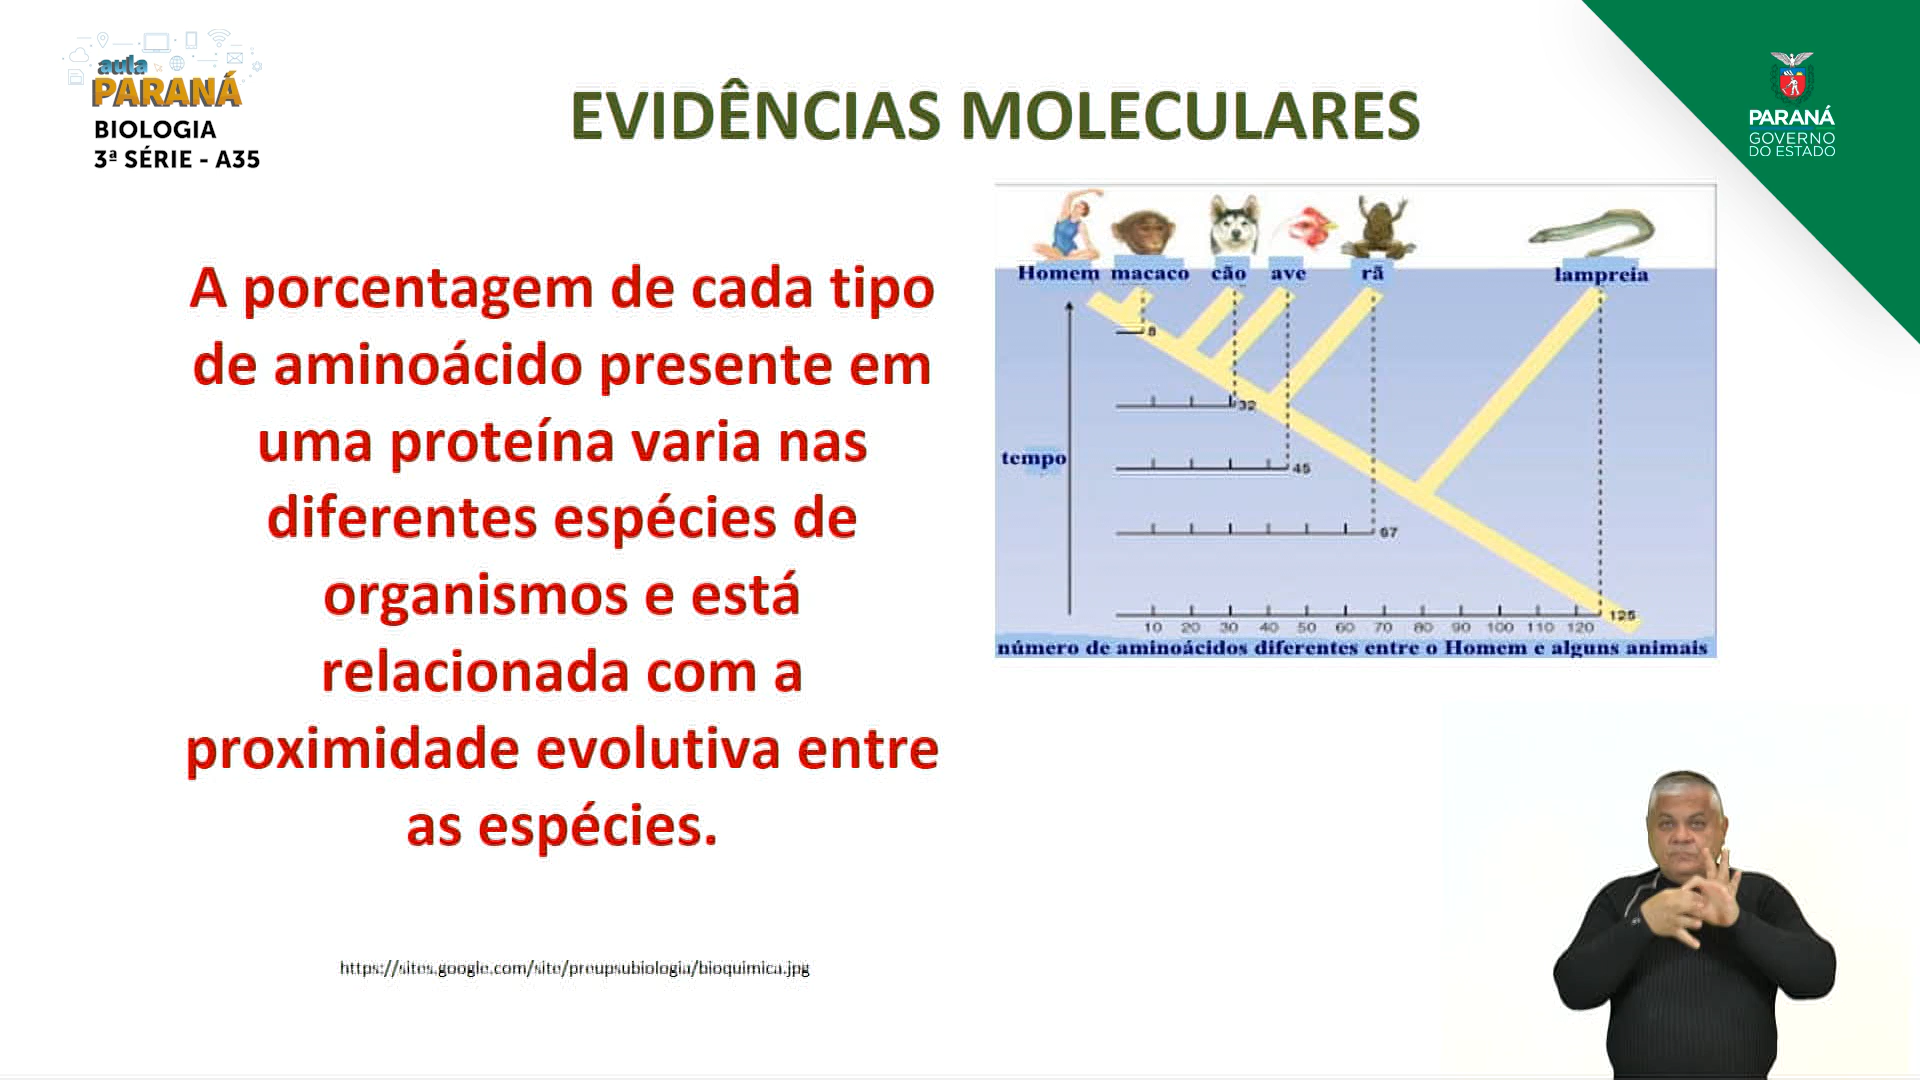 aula
PARANÁ
BIOLOGIA
3ª SÉRIE - A35
EVIDÊNCIAS MOLECULARES
PARANÁ
GOVERNO
DO ESTADO
A porcentagem de cada tipo
de aminoácido presente em
uma proteína varia nas
diferentes espécies de
organismos e está
relacionada com a
proximidade evolutiva entre
as espécies.
Homem macaco cão ave rã lampreia
8
32
tempo
45
67
125
10 20 30 40 50 60 70 80 90 100 110 120
número de aminoácidos diferentes entre o Homem e alguns animais
https://sites.google.com/site/preupsubiologia/bioquimica.jpg